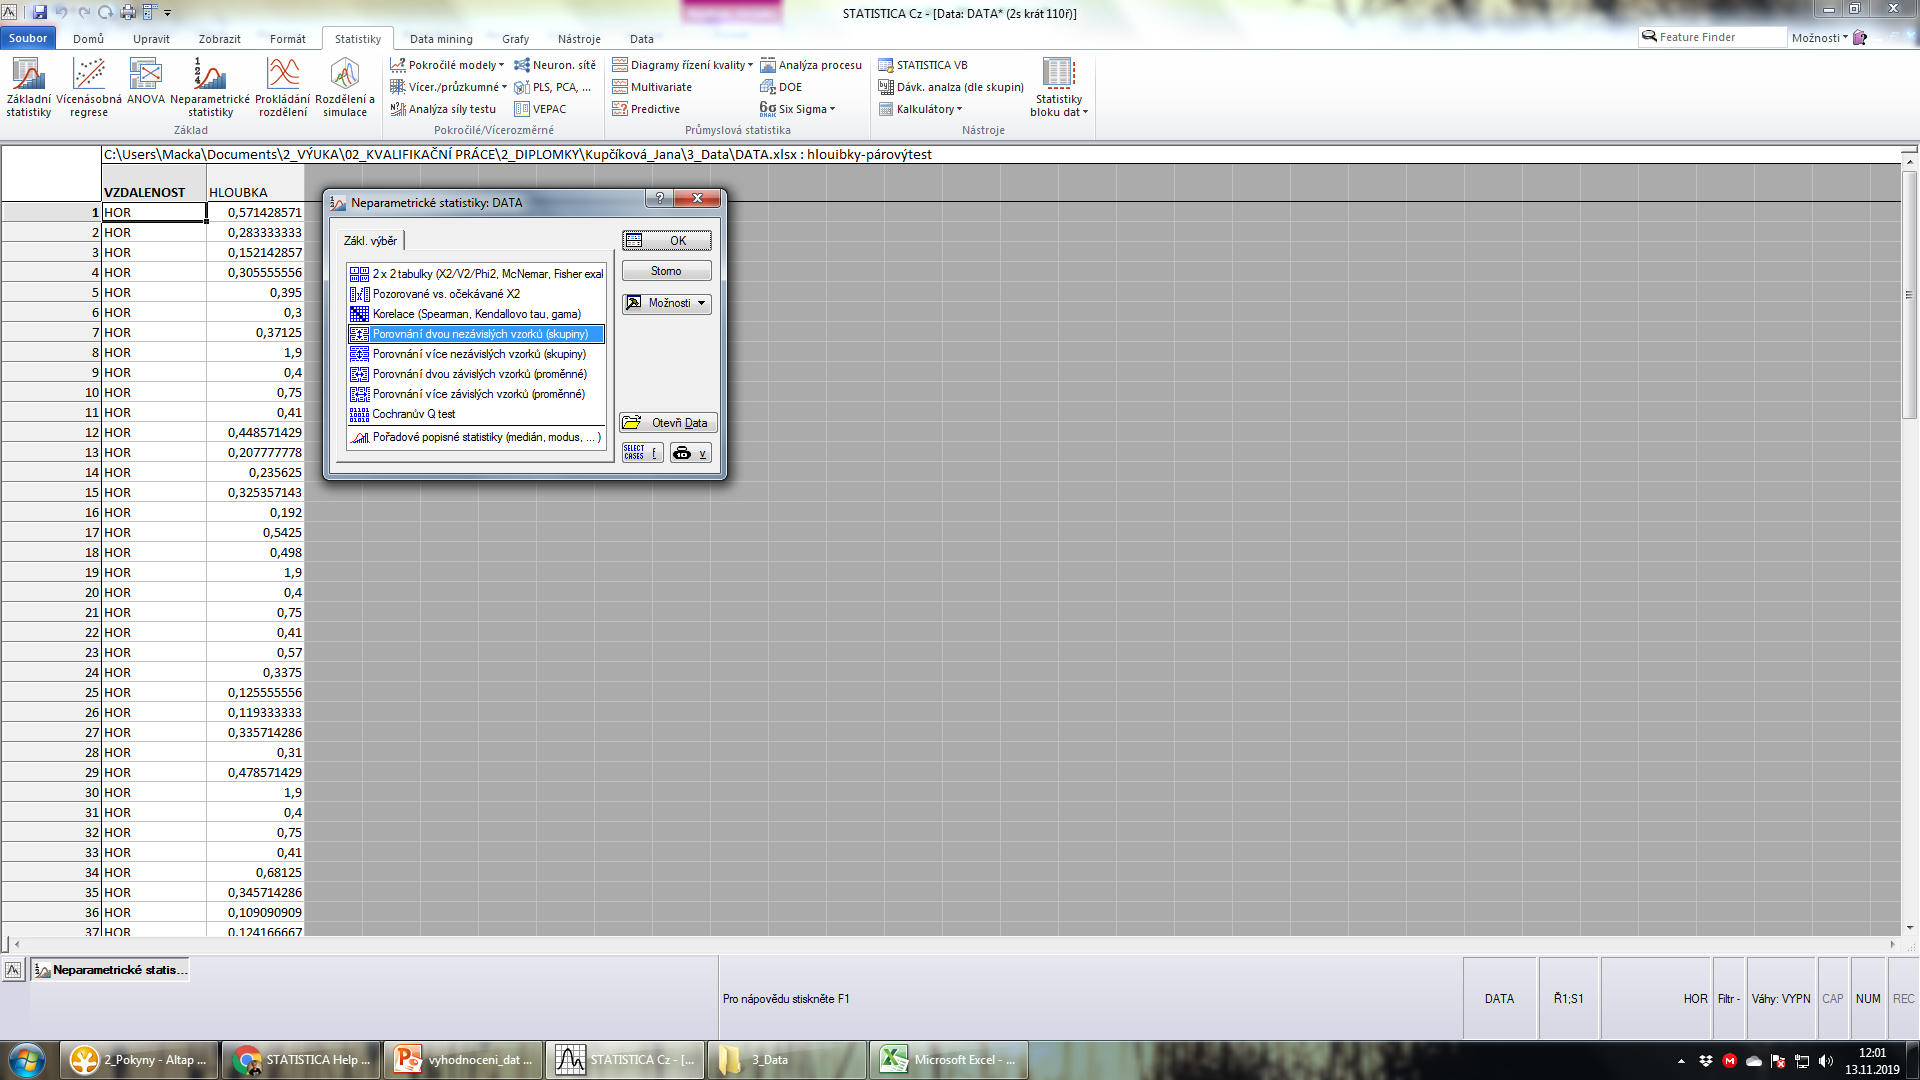 STATISTICA Cz - [Data: DATA* (2s krát 110ř)]
Soubor Domů Upravit Zobrazit Formát Statistiky Data mining Grafy Nástroje Data Feature Finder Možnosti
Základní statistiky
Vícenásobná regrese
ANOVA
Neparametrické statistiky
Prokládání rozdělení
Rozdělení a simulace
Základ
Pokročilé modely Neuron. sítě
Vícer./průzkumné PLS, PCA, ...
Analýza síly testu VEPAC
Pokročilé/Vícerozměrné
Diagramy řízení kvality Analýza procesu
Multivariate DOE
Predictive Six Sigma
Průmyslová statistika
STATISTICA VB
Dávk. analza (dle skupin)
Kalkulátory
Statistiky bloku dat
Nástroje
C:\Users\Macka\Documents\2_VÝUKA\02_KVALIFIKAČNÍ PRÁCE\2_DIPLOMKY\Kupčíková_Jana\3_Data\DATA.xlsx : hlouibky-párovýtest
VZDALENOST HLOUBKA
1 HOR 0,571428571
2 HOR 0,283333333
3 HOR 0,152142857
4 HOR 0,305555556
5 HOR 0,395
6 HOR 0,3
7 HOR 0,37125
8 HOR 1,9
9 HOR 0,4
10 HOR 0,75
11 HOR 0,41
12 HOR 0,448571429
13 HOR 0,207777778
14 HOR 0,235625
15 HOR 0,325357143
16 HOR 0,192
17 HOR 0,5425
18 HOR 0,498
19 HOR 1,9
20 HOR 0,4
21 HOR 0,75
22 HOR 0,41
23 HOR 0,57
24 HOR 0,3375
25 HOR 0,125555556
26 HOR 0,119333333
27 HOR 0,335714286
28 HOR 0,31
29 HOR 0,478571429
30 HOR 1,9
31 HOR 0,4
32 HOR 0,75
33 HOR 0,41
34 HOR 0,68125
35 HOR 0,345714286
36 HOR 0,109090909
37 HOR 0,124166667
Neparametrické statistiky: DATA
Zákl. výběr
2 x 2 tabulky (X2/V2/Phi2, McNemar, Fisher exal
Pozorované vs. očekávané X2
Korelace (Spearman, Kendallovo tau, gama)
Porovnání dvou nezávislých vzorků (skupiny)
Porovnání více nezávislých vzorků (skupiny)
Porovnání dvou závislých vzorků (proměnné)
Porovnání více závislých vzorků (proměnné)
Cochranův Q test
Pořadové popisné statistiky (medián, modus, ... )
OK
Storno
Možnosti
Otevři Data
SELECT CASES
v
Neparametrické statis...
Pro nápovědu stiskněte F1 DATA Ř1;S1 HOR Filtr - Váhy: VYPN CAP NUM REC
2_Pokyny - Altap ... STATISTICA Help ... vyhodnoceni_dat ... STATISTICA Cz - [... 3_Data Microsoft Excel - ...
12:01
13.11.2019